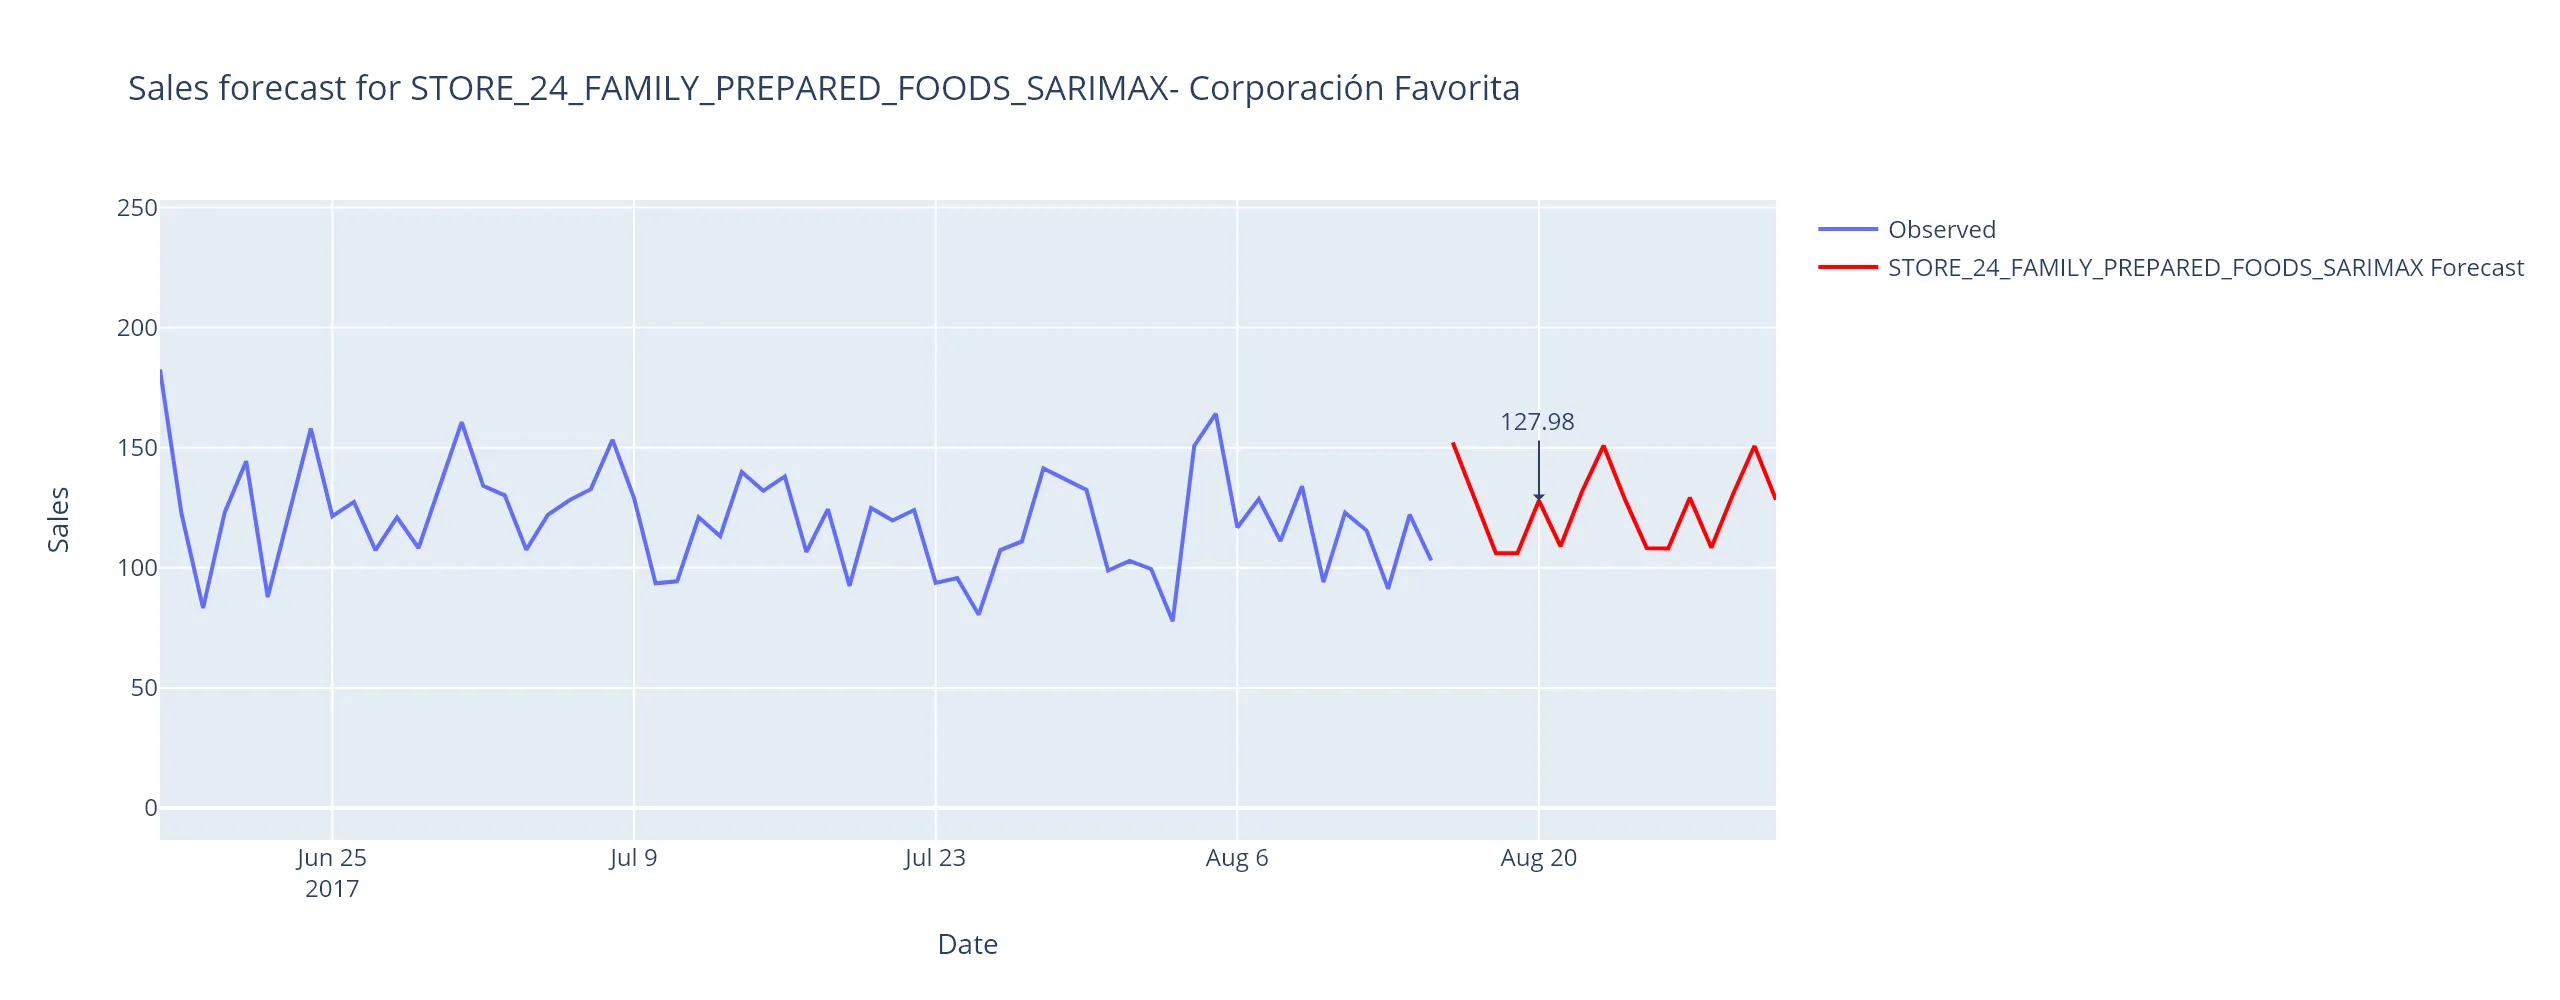 Sales forecast for STORE_24_FAMILY_PREPARED_FOODS_SARIMAX- Corporación Favorita
Observed
STORE_24_FAMILY_PREPARED_FOODS_SARIMAX Forecast
250
200
150
100
50
0
Sales
127.98
Jun 25
2017
Jul 9
Jul 23
Aug 6
Aug 20
Date